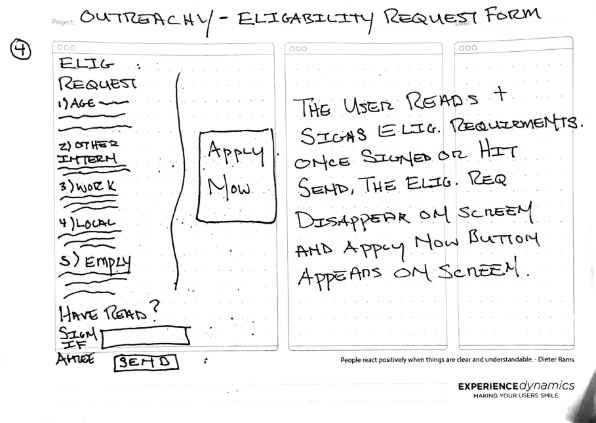 Project: OUTREACHY - ELIGABILITY REQUEST FORM
4
ELIG
REQUEST
1) AGE
2) OTHER
INTERN
3) WORK
4) LOCAL
5) EMPLY
HAVE READ?
SIGN
IF
AGREE SEND
APPLY
NOW
THE USER READS +
SIGNS ELIG. REQUIRMENTS.
ONCE SIGNED OR HIT
SEND, THE ELIG. REQ
DISAPPEAR ON SCREEN
AND APPLY NOW BUTTON
APPEARS ON SCREEN.
People react positively when things are clear and understandable. - Dieter Rams
EXPERIENCEdynamics
MAKING YOUR USERS SMILE